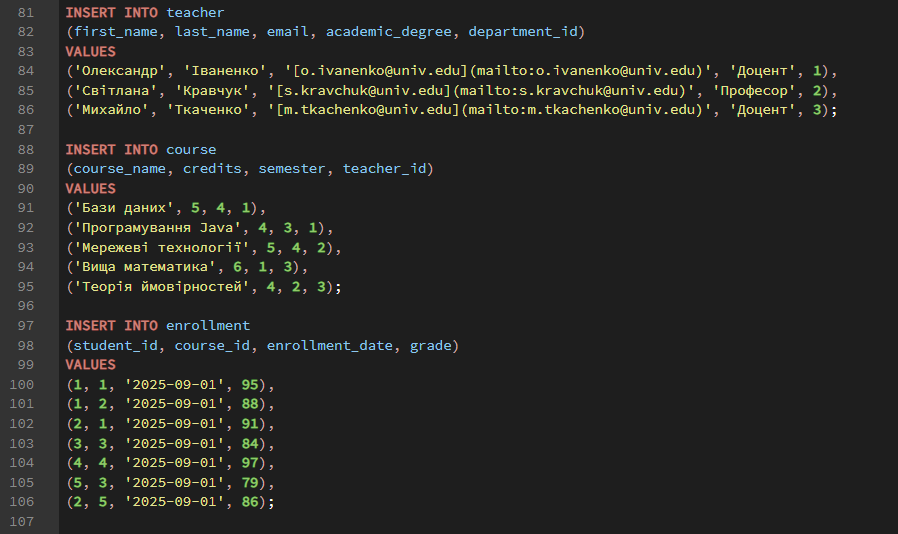 81 INSERT INTO teacher
82 (first_name, last_name, email, academic_degree, department_id)
83 VALUES
84 ('Олександр', 'Іваненко', '[o.ivanenko@univ.edu](mailto:o.ivanenko@univ.edu)', 'Доцент', 1),
85 ('Світлана', 'Кравчук', '[s.kravchuk@univ.edu](mailto:s.kravchuk@univ.edu)', 'Професор', 2),
86 ('Михайло', 'Ткаченко', '[m.tkachenko@univ.edu](mailto:m.tkachenko@univ.edu)', 'Доцент', 3);
87
88 INSERT INTO course
89 (course_name, credits, semester, teacher_id)
90 VALUES
91 ('Бази даних', 5, 4, 1),
92 ('Програмування Java', 4, 3, 1),
93 ('Мережеві технології', 5, 4, 2),
94 ('Вища математика', 6, 1, 3),
95 ('Теорія ймовірностей', 4, 2, 3);
96
97 INSERT INTO enrollment
98 (student_id, course_id, enrollment_date, grade)
99 VALUES
100 (1, 1, '2025-09-01', 95),
101 (1, 2, '2025-09-01', 88),
102 (2, 1, '2025-09-01', 91),
103 (3, 3, '2025-09-01', 84),
104 (4, 4, '2025-09-01', 97),
105 (5, 3, '2025-09-01', 79),
106 (2, 5, '2025-09-01', 86);
107